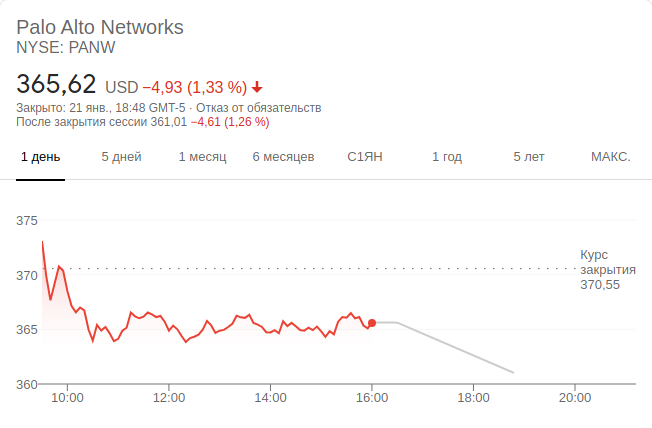 Palo Alto Networks
NYSE: PANW
365,62 USD −4,93 (1,33 %)
Закрыто: 21 янв., 18:48 GMT-5 · Отказ от обязательств
После закрытия сессии 361,01 −4,61 (1,26 %)
1 день 5 дней 1 месяц 6 месяцев С1ЯН 1 год 5 лет МАКС.
375
Курс
370 закрытия
370,55
365
360
10:00 12:00 14:00 16:00 18:00 20:00